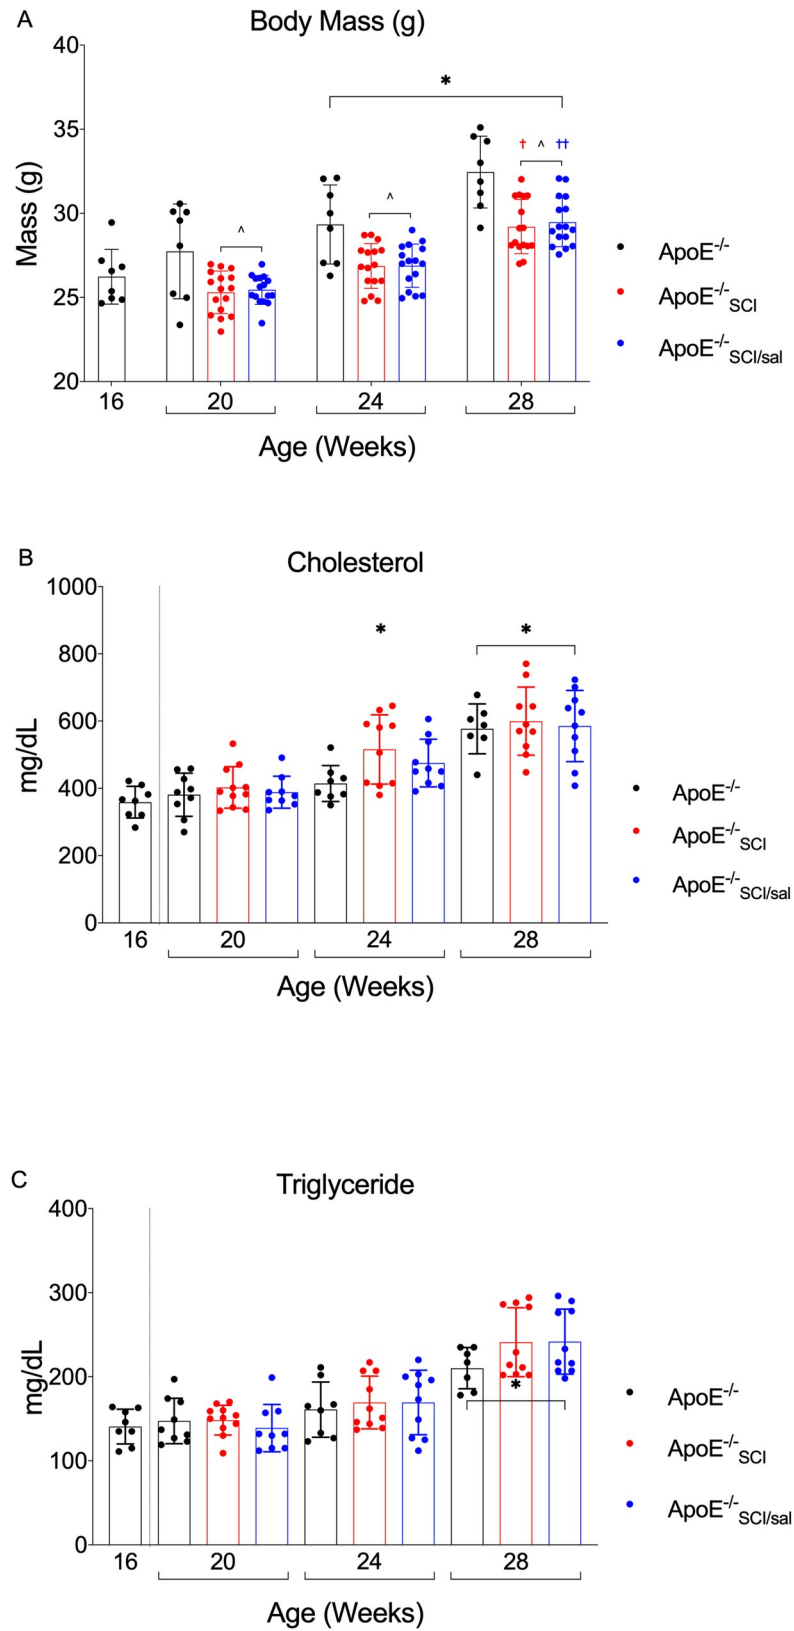 A
Body Mass (g)
40
35
30
25
20
Mass (g)
*
^
^
† ^ ††
16 20 24 28
Age (Weeks)
ApoE-/-
ApoE-/-SCI
ApoE-/-SCI/sal
B
Cholesterol
1000
800
600
400
200
0
mg/dL
* *
16 20 24 28
Age (Weeks)
ApoE-/-
ApoE-/-SCI
ApoE-/-SCI/sal
C
Triglyceride
400
300
200
100
0
mg/dL
*
16 20 24 28
Age (Weeks)
ApoE-/-
ApoE-/-SCI
ApoE-/-SCI/sal